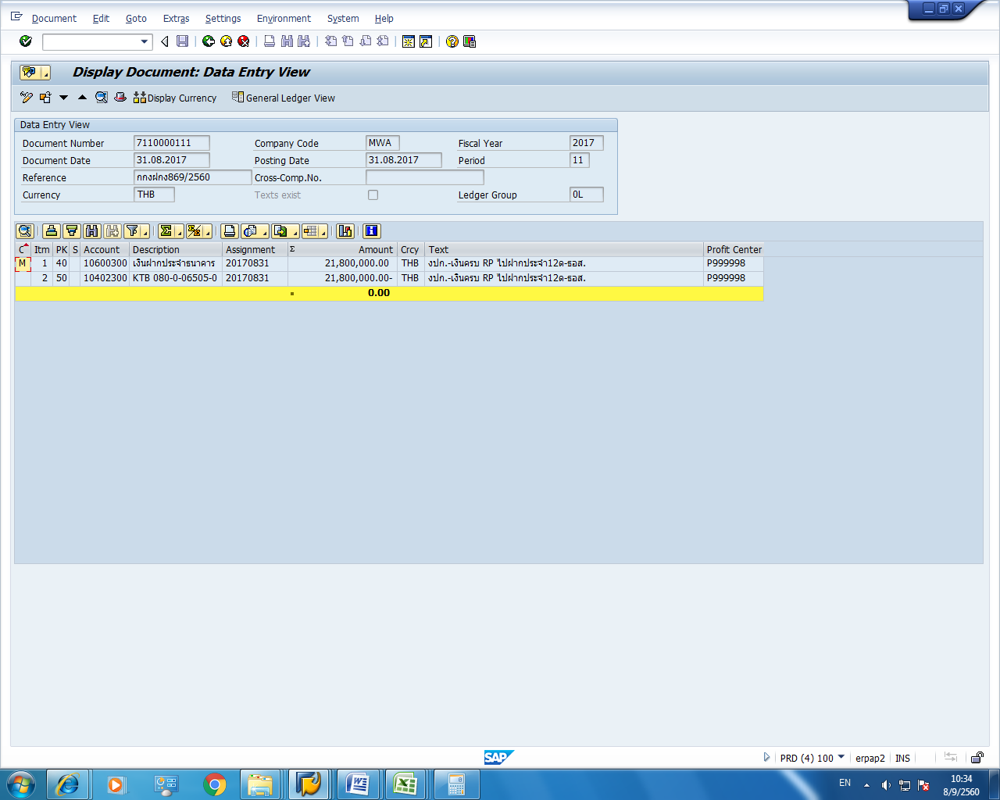 Document Edit Goto Extras Settings Environment System Help
Display Document: Data Entry View
Display Currency General Ledger View
Data Entry View
Document Number 7110000111 Company Code MWA Fiscal Year 2017
Document Date 31.08.2017 Posting Date 31.08.2017 Period 11
Reference กกงฝกง869/2560 Cross-Comp.No.
Currency THB Texts exist Ledger Group 0L
C Itm PK S Account Description Assignment Σ Amount Crcy Text Profit Center
M 1 40 10600300 เงินฝากประจำธนาคาร 20170831 21,800,000.00 THB งปก.-เงินครบ RP ไปฝากประจำ12ด-ธอส. P999998
2 50 10402300 KTB 080-0-06505-0 20170831 21,800,000.00- THB งปก.-เงินครบ RP ไปฝากประจำ12ด-ธอส. P999998
0.00
SAP
PRD (4) 100 erpap2 INS
EN 10:34
8/9/2560